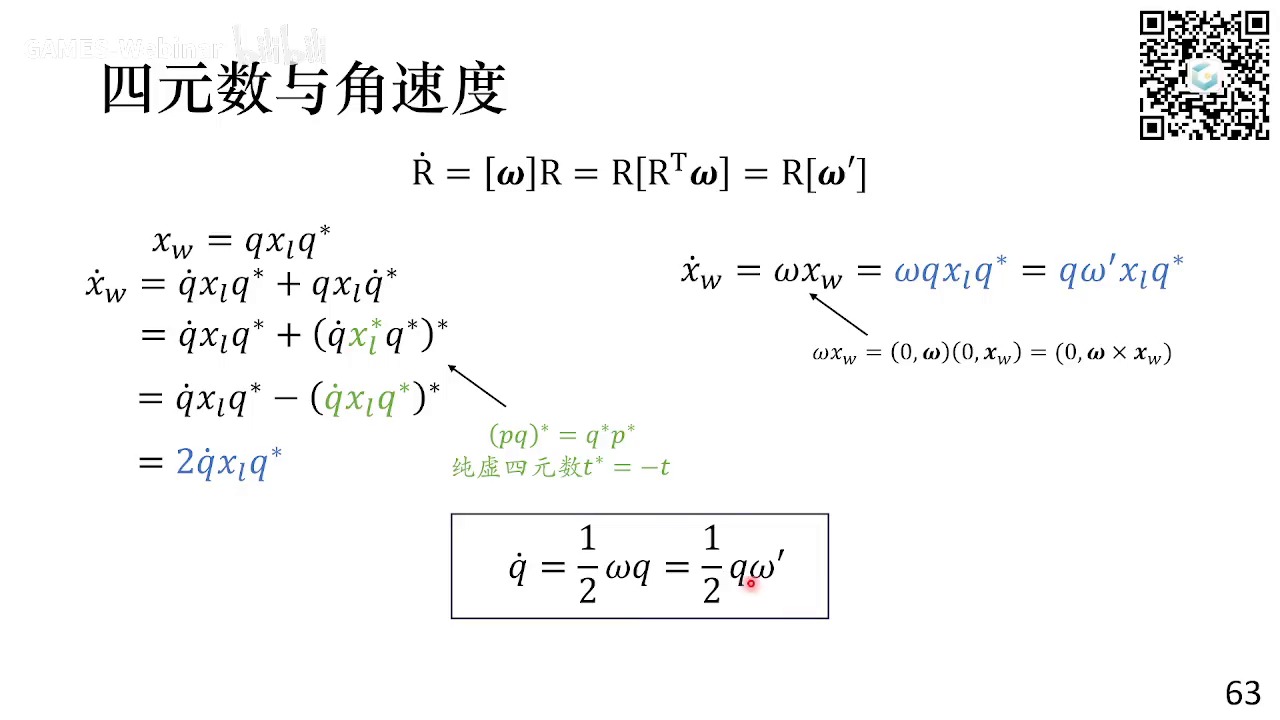 GAMES-Webinar
四元数与角速度
Ṙ = [ω]R = R[Rᵀω] = R[ω′]
x_w = qx_lq*
ẋ_w = q̇x_lq* + qx_lq̇*
= q̇x_lq* + (q̇x_l*q*)*
= q̇x_lq* − (q̇x_lq*)*
= 2q̇x_lq*
(pq)* = q*p*
纯虚四元数t* = −t
ẋ_w = ωx_w = ωqx_lq* = qω′x_lq*
ωx_w = (0, ω)(0, x_w) = (0, ω × x_w)
q̇ = 1/2 ωq = 1/2 qω′
63